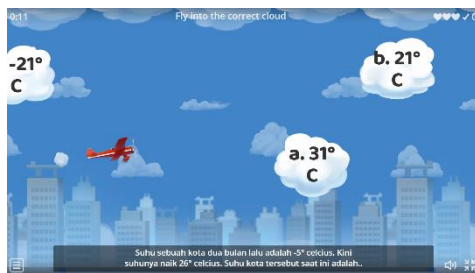 0:11
Fly into the correct cloud
-21°
C
b. 21°
C
a. 31°
C
Suhu sebuah kota dua bulan lalu adalah -5° celcius. Kini
suhunya naik 26° celcius. Suhu kota tersebut saat ini adalah..